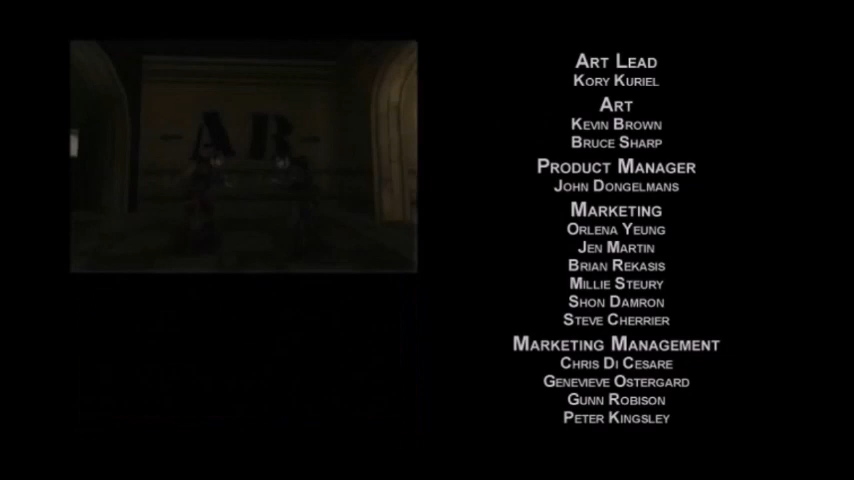 AR
ART LEAD
KORY KURIEL
ART
KEVIN BROWN
BRUCE SHARP
PRODUCT MANAGER
JOHN DONGELMANS
MARKETING
ORLENA YEUNG
JEN MARTIN
BRIAN REKASIS
MILLIE STEURY
SHON DAMRON
STEVE CHERRIER
MARKETING MANAGEMENT
CHRIS DI CESARE
GENEVIEVE OSTERGARD
GUNN ROBISON
PETER KINGSLEY